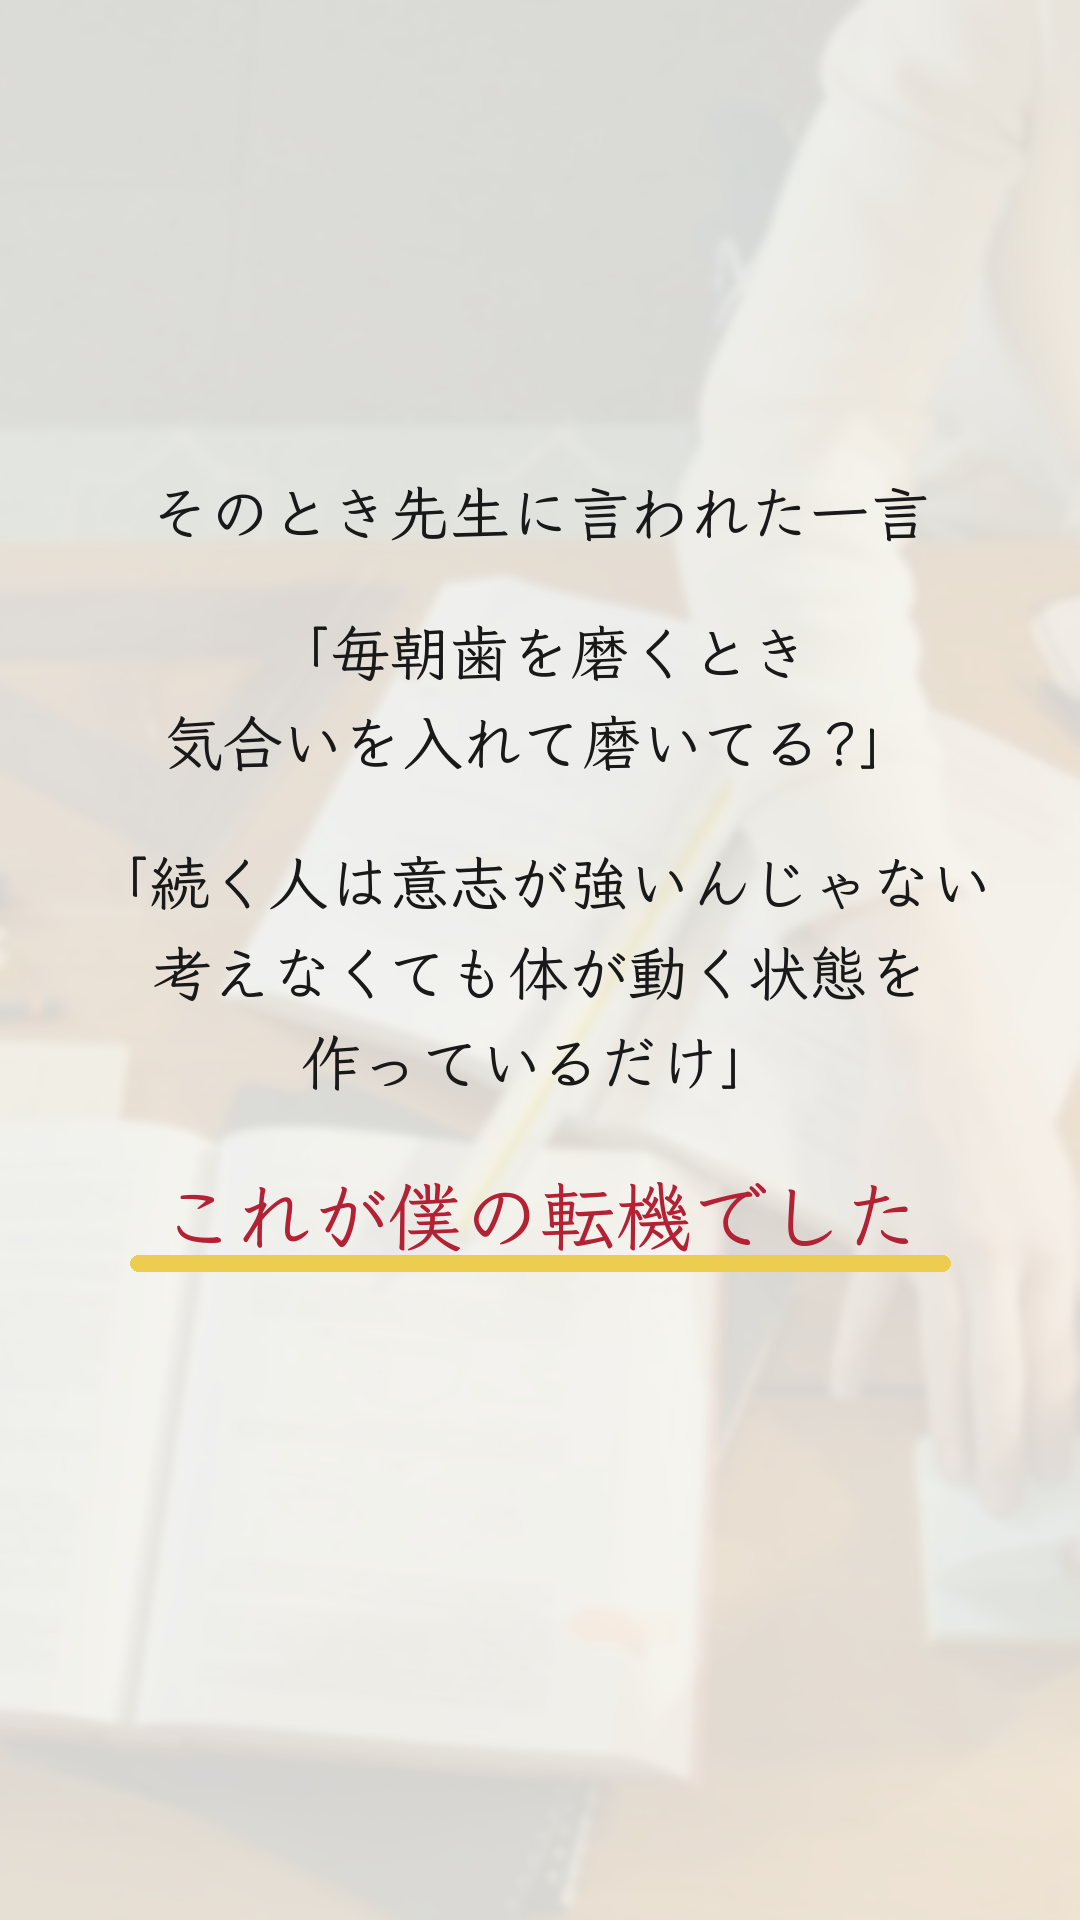 そのとき先生に言われた一言
「毎朝歯を磨くとき
気合いを入れて磨いてる?」
「続く人は意志が強いんじゃない
考えなくても体が動く状態を
作っているだけ」
これが僕の転機でした